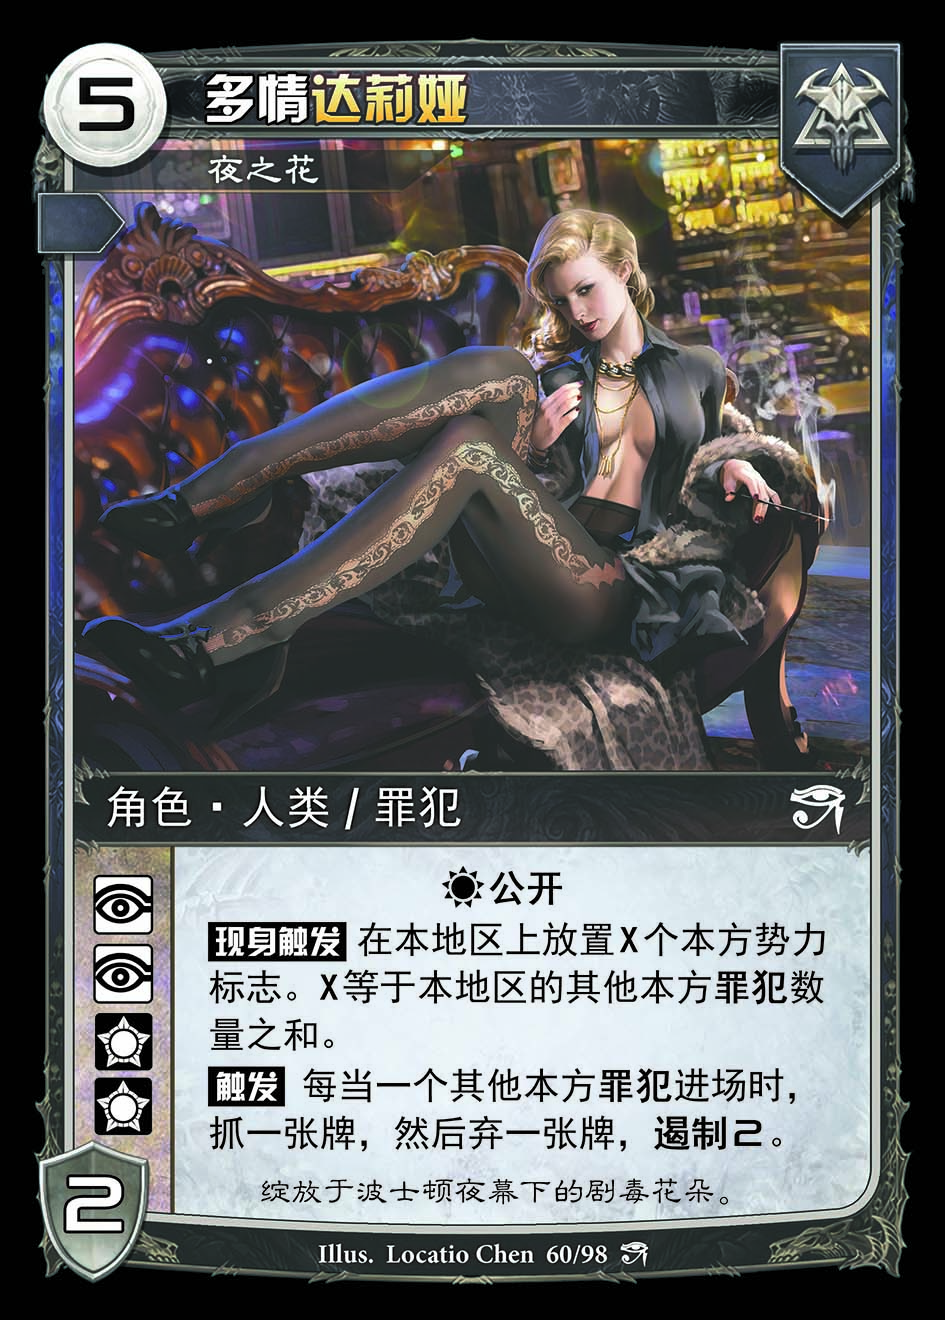 5
多情达莉娅
夜之花
角色·人类/罪犯
公开
现身触发 在本地区上放置X个本方势力
标志。X等于本地区的其他本方罪犯数
量之和。
触发 每当一个其他本方罪犯进场时，
抓一张牌，然后弃一张牌，遏制2。
绽放于波士顿夜幕下的剧毒花朵。
2
Illus. Locatio Chen 60/98